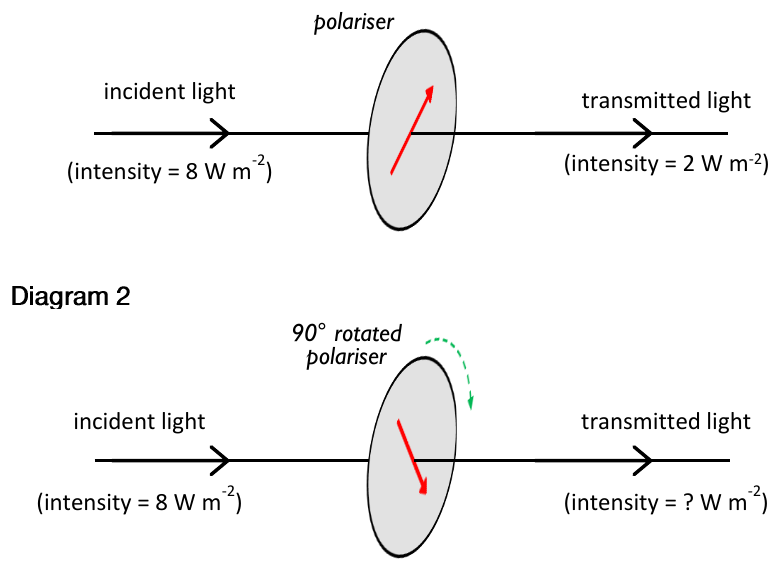 polariser
incident light
transmitted light
(intensity = 8 W m⁻²)
(intensity = 2 W m⁻²)
Diagram 2
90° rotated
polariser
incident light
transmitted light
(intensity = 8 W m⁻²)
(intensity = ? W m⁻²)